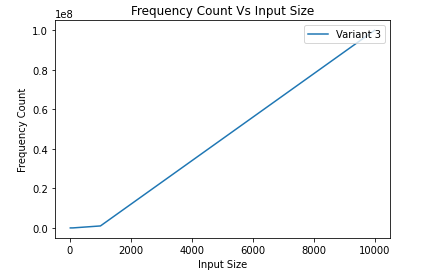 Frequency Count Vs Input Size
1e8
Variant 3
1.0
0.8
0.6
0.4
0.2
0.0
Frequency Count
0 2000 4000 6000 8000 10000
Input Size